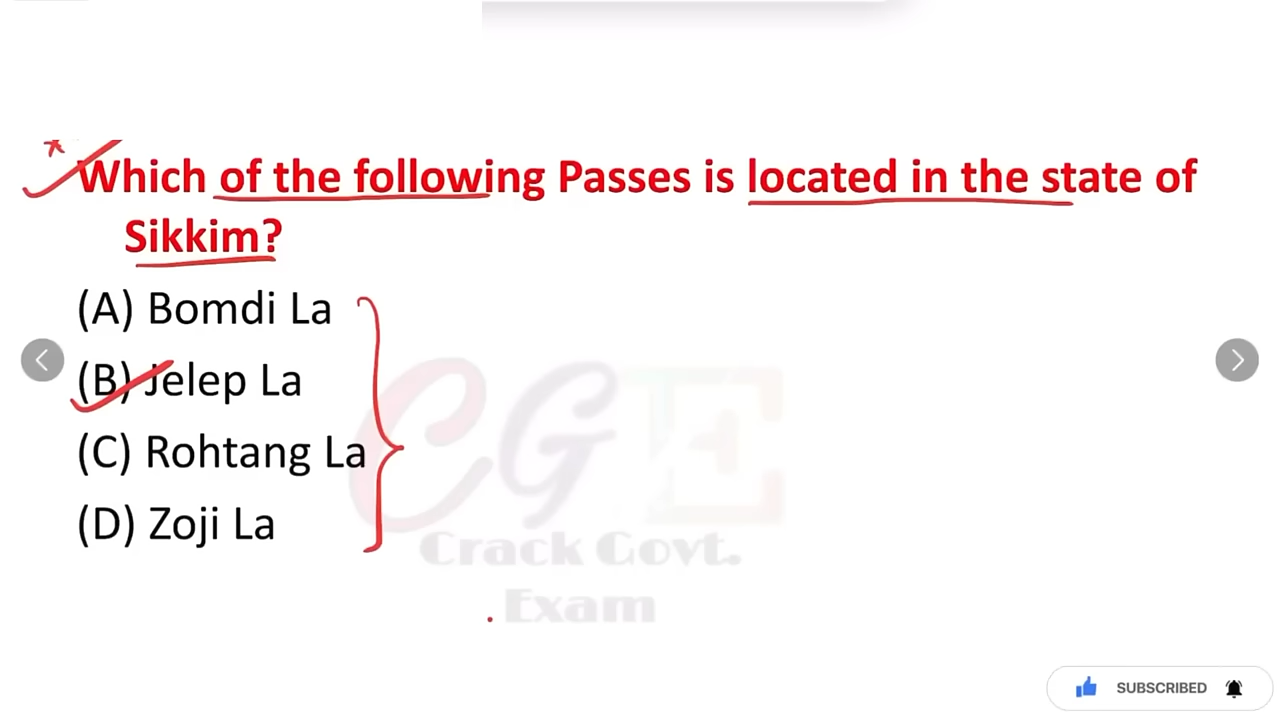 Which of the following Passes is located in the state of
Sikkim?
(A) Bomdi La
(B) Jelep La
(C) Rohtang La
(D) Zoji La
CGE
Crack Govt.
Exam
SUBSCRIBED